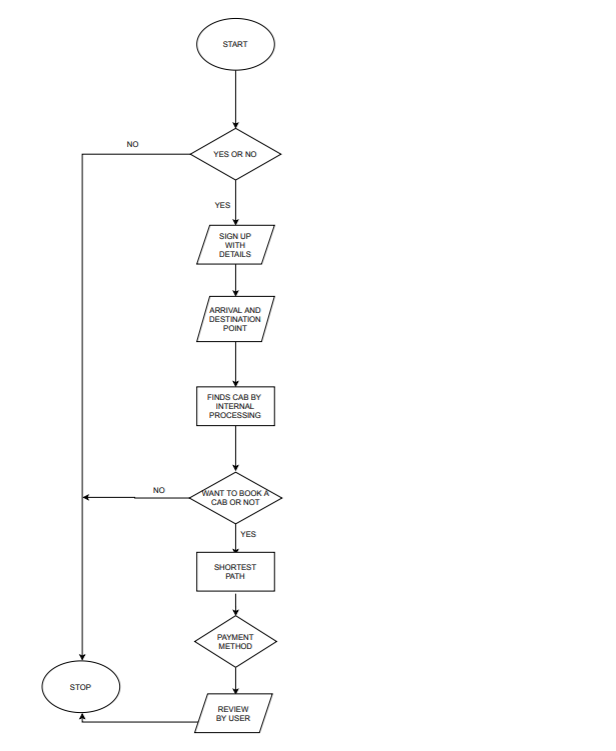 START
NO
YES OR NO
YES
SIGN UP
WITH
DETAILS
ARRIVAL AND
DESTINATION
POINT
FINDS CAB BY
INTERNAL
PROCESSING
NO
WANT TO BOOK A
CAB OR NOT
YES
SHORTEST
PATH
PAYMENT
METHOD
STOP
REVIEW
BY USER